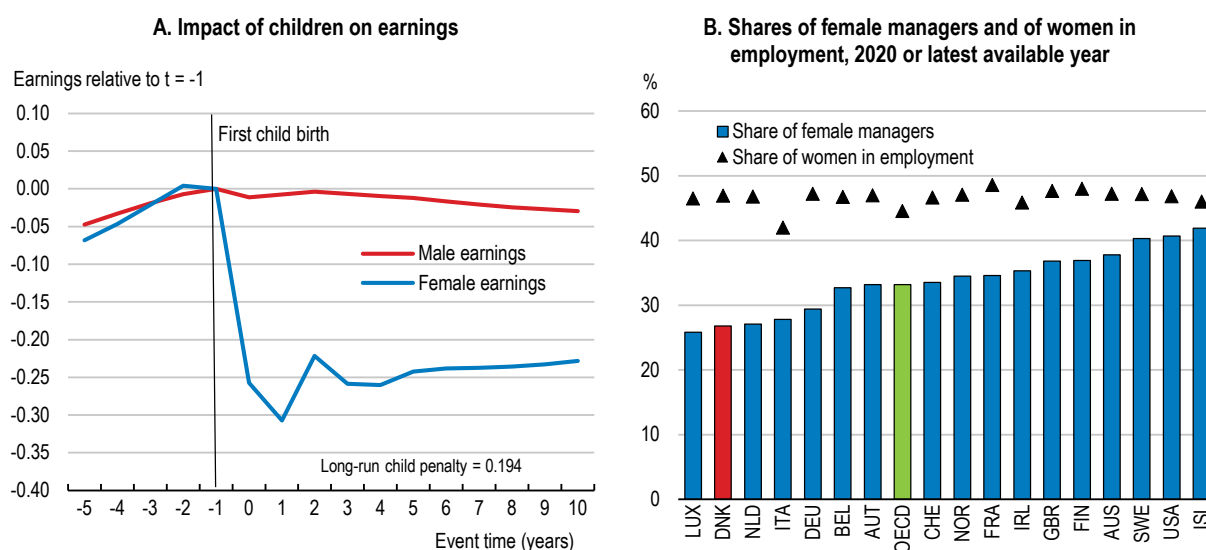 A. Impact of children on earnings
Earnings relative to t = -1
0.10
0.05
0.00
-0.05
-0.10
-0.15
-0.20
-0.25
-0.30
-0.35
-0.40
First child birth
Male earnings
Female earnings
Long-run child penalty = 0.194
-5 -4 -3 -2 -1 0 1 2 3 4 5 6 7 8 9 10
Event time (years)
B. Shares of female managers and of women in
employment, 2020 or latest available year
%
60
50
40
30
20
10
0
Share of female managers
Share of women in employment
LUX
DNK
NLD
ITA
DEU
BEL
AUT
OECD
CHE
NOR
FRA
IRL
GBR
FIN
AUS
SWE
USA
ISL